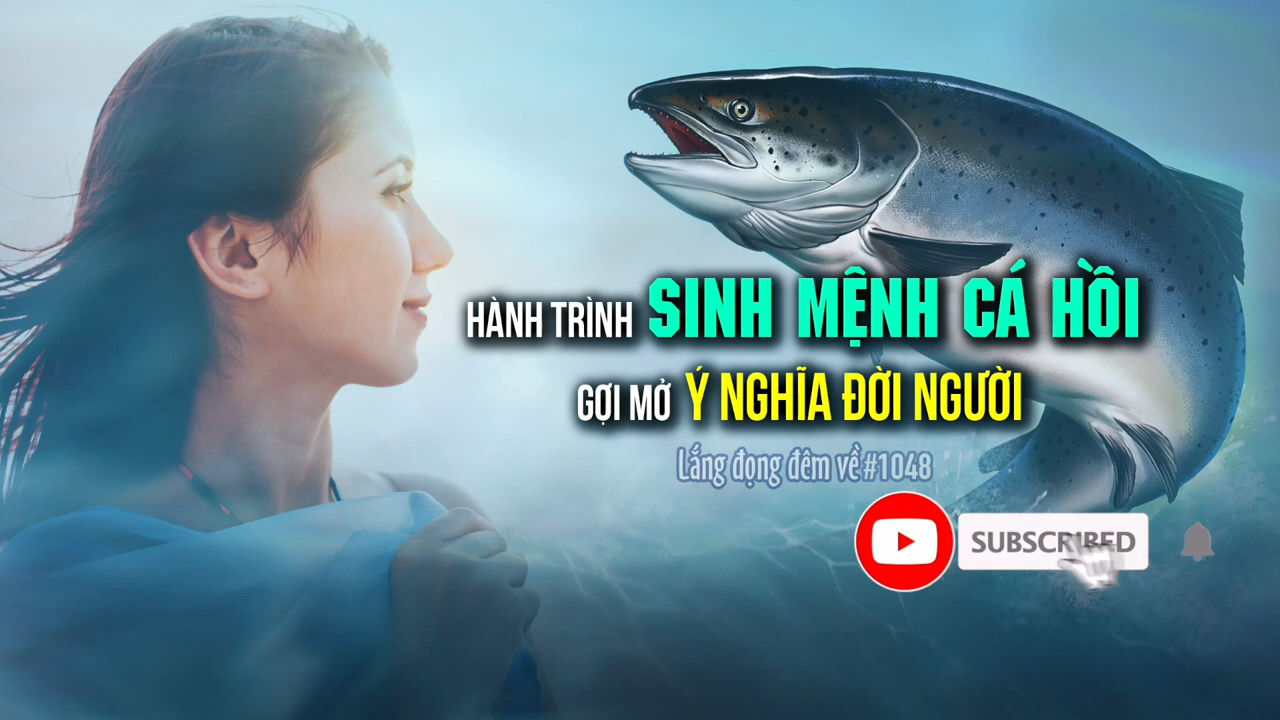 HÀNH TRÌNH SINH MỆNH CÁ HỒI
GỢI MỞ Ý NGHĨA ĐỜI NGƯỜI
Lắng đọng đêm về #1048
SUBSCRIBED